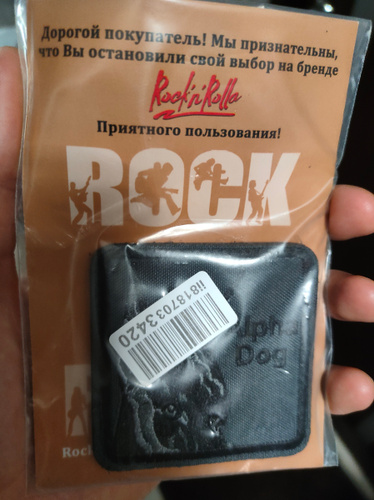 Дорогой покупатель! Мы признательны,
что Вы остановили свой выбор на бренде
Rock'n'Rolla
Приятного пользования!
ROCK
ii8187033420
Alpha
Dog
Rock